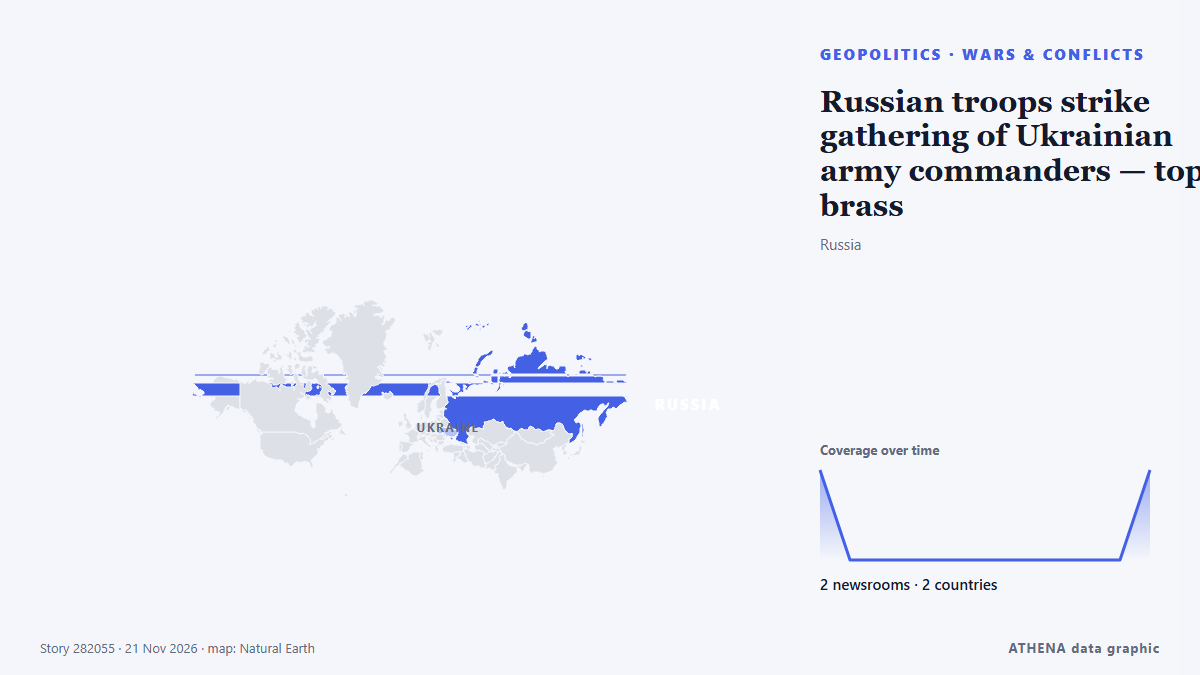 GEOPOLITICS · WARS & CONFLICTS
Russian troops strike
gathering of Ukrainian
army commanders — top
brass
Russia
RUSSIA
UKRAINE
Coverage over time
2 newsrooms · 2 countries
Story 282055 · 21 Nov 2026 · map: Natural Earth
ATHENA data graphic